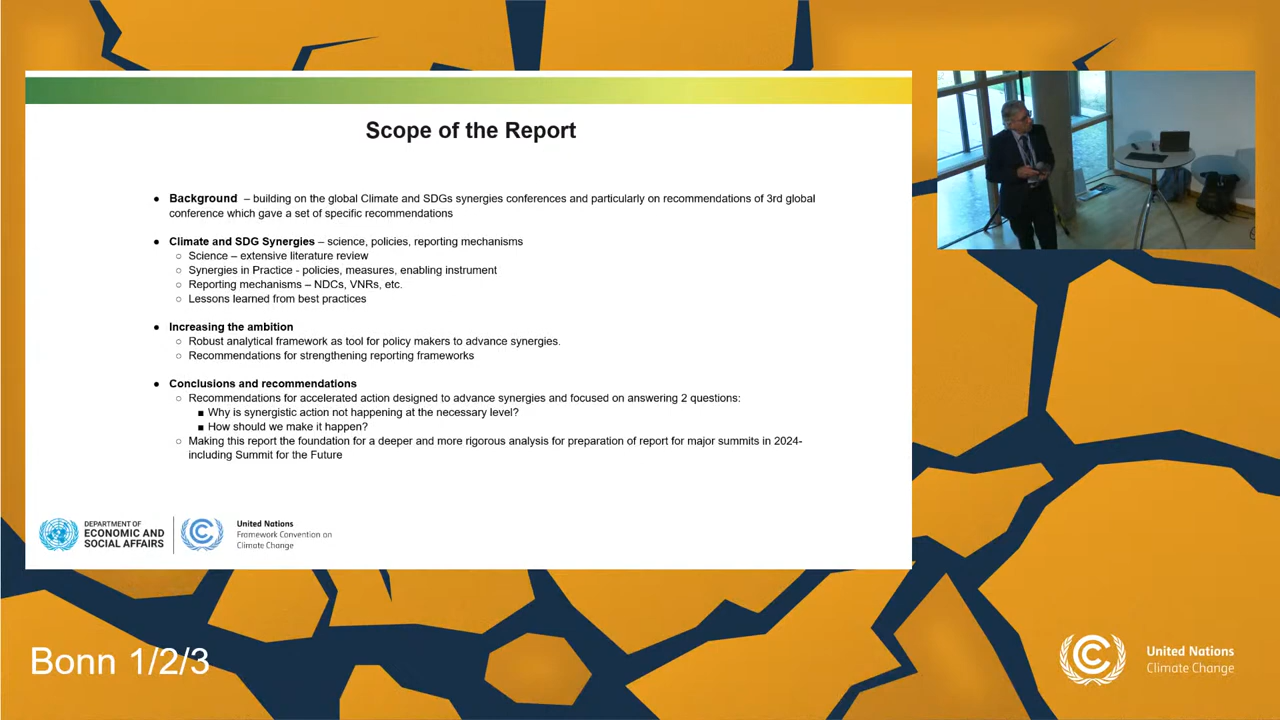 Scope of the Report
● Background – building on the global Climate and SDGs synergies conferences and particularly on recommendations of 3rd global
conference which gave a set of specific recommendations
● Climate and SDG Synergies – science, policies, reporting mechanisms
○ Science – extensive literature review
○ Synergies in Practice - policies, measures, enabling instrument
○ Reporting mechanisms – NDCs, VNRs, etc.
○ Lessons learned from best practices
● Increasing the ambition
○ Robust analytical framework as tool for policy makers to advance synergies.
○ Recommendations for strengthening reporting frameworks
● Conclusions and recommendations
○ Recommendations for accelerated action designed to advance synergies and focused on answering 2 questions:
■ Why is synergistic action not happening at the necessary level?
■ How should we make it happen?
○ Making this report the foundation for a deeper and more rigorous analysis for preparation of report for major summits in 2024-
including Summit for the Future
DEPARTMENT OF
ECONOMIC AND
SOCIAL AFFAIRS
United Nations
Framework Convention on
Climate Change
Bonn 1/2/3
United Nations
Climate Change